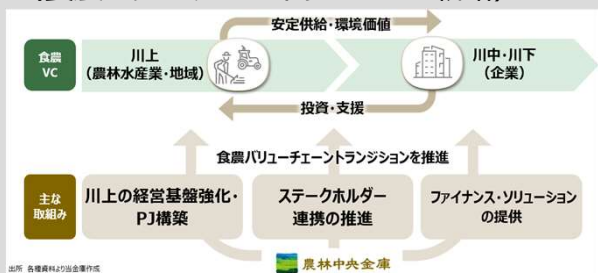 安定供給・環境価値
食農
VC
川上
(農林水産業・地域)
川中・川下
(企業)
投資・支援
食農バリューチェーントランジションを推進
主な
取組み
川上の経営基盤強化・
PJ構築
ステークホルダー
連携の推進
ファイナンス・ソリューション
の提供
農林中央金庫
出所 各種資料より当金庫作成